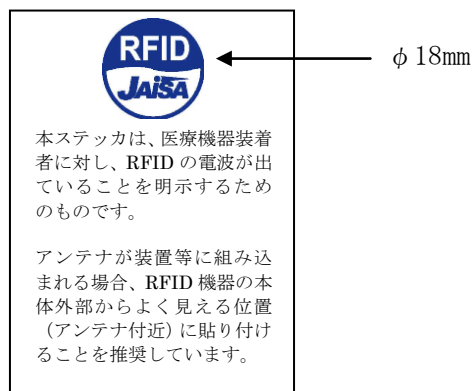 RFID
JAISA
φ18mm
本ステッカは、医療機器装着
者に対し、RFID の電波が出
ていることを明示するため
のものです。
アンテナが装置等に組み込
まれる場合、RFID 機器の本
体外部からよく見える位置
（アンテナ付近）に貼り付け
ることを推奨しています。